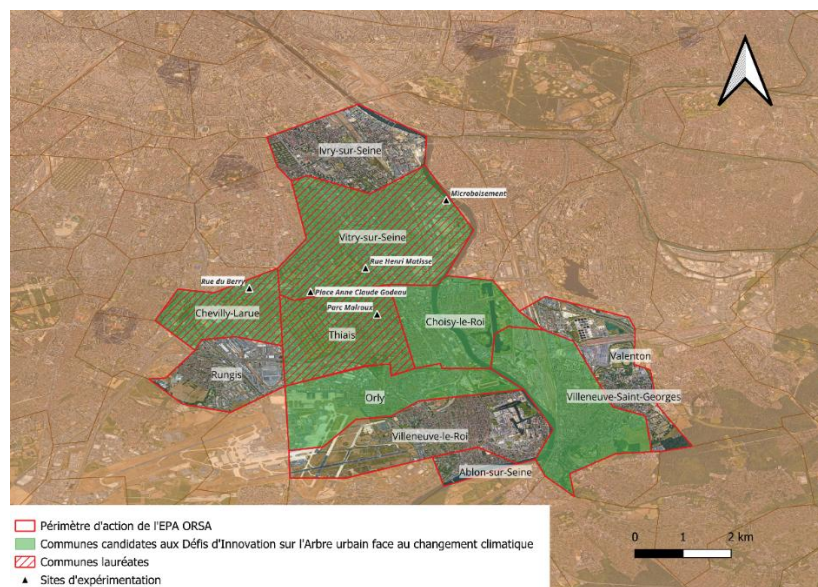 Ivry-sur-Seine
Microboisement
Vitry-sur-Seine
Rue Henri Matisse
Rue du Berry
Place Anne Claude Godeau
Chevilly-Larue
Parc Malraux
Choisy-le-Roi
Thiais
Valenton
Rungis
Villeneuve-Saint-Georges
Orly
Villeneuve-le-Roi
Ablon-sur-Seine
Périmètre d'action de l'EPA ORSA
Communes candidates aux Défis d'Innovation sur l'Arbre urbain face au changement climatique
Communes lauréates
Sites d'expérimentation
0 1 2 km